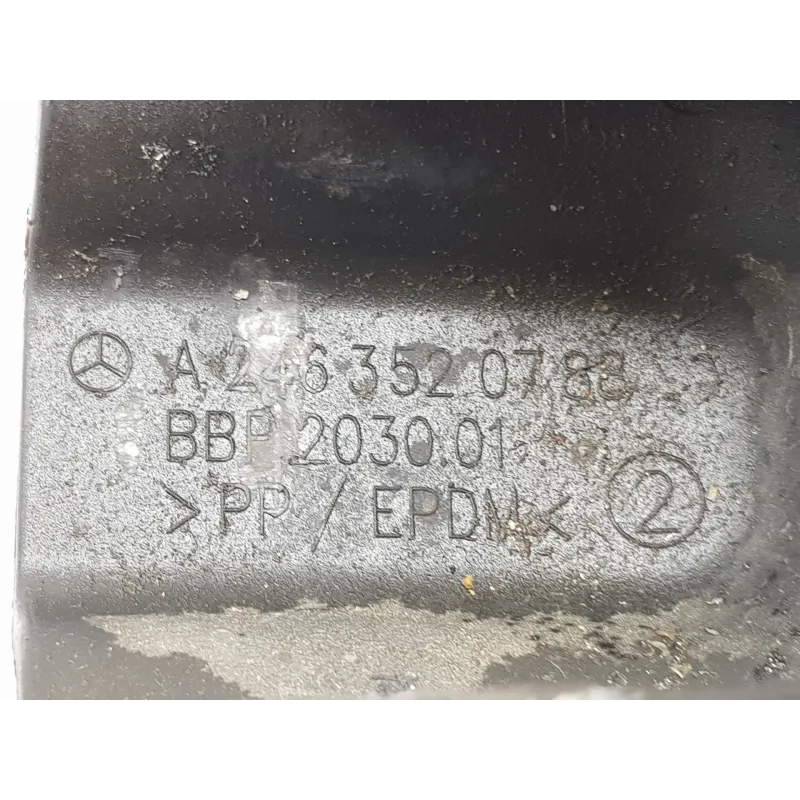 A 246 352 07 88
BBP 2030.01
>PP / EPDM< 2